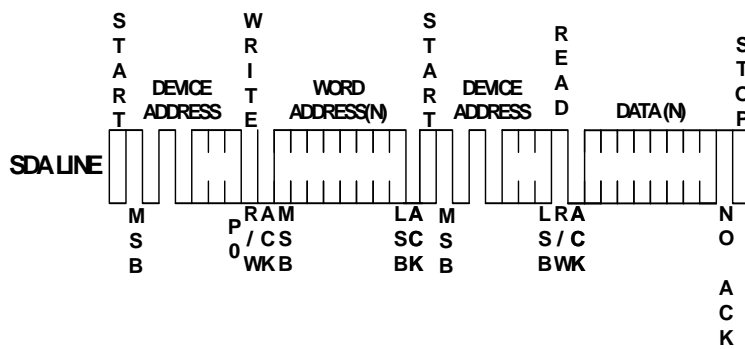 START
WRITE
START
READ
STOP
DEVICE
ADDRESS
WORD
ADDRESS(N)
DEVICE
ADDRESS
DATA (N)
SDA LINE
MSB
P0
R/W
ACK
MSB
LSB
ACK
MSB
LSB
R/W
ACK
NO ACK